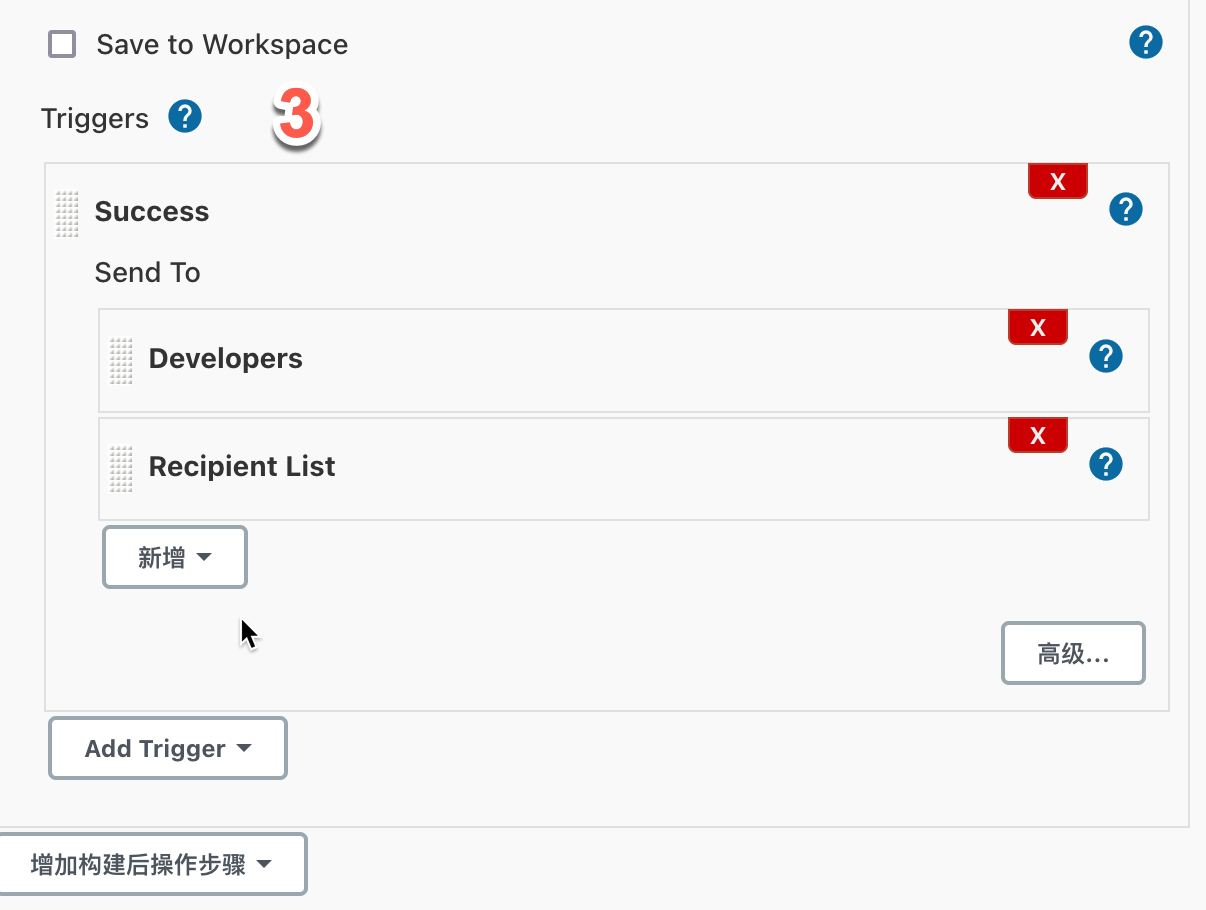 Save to Workspace ?
Triggers ? 3
X
Success ?
Send To
X
Developers ?
X
Recipient List ?
新增
高级...
Add Trigger
增加构建后操作步骤